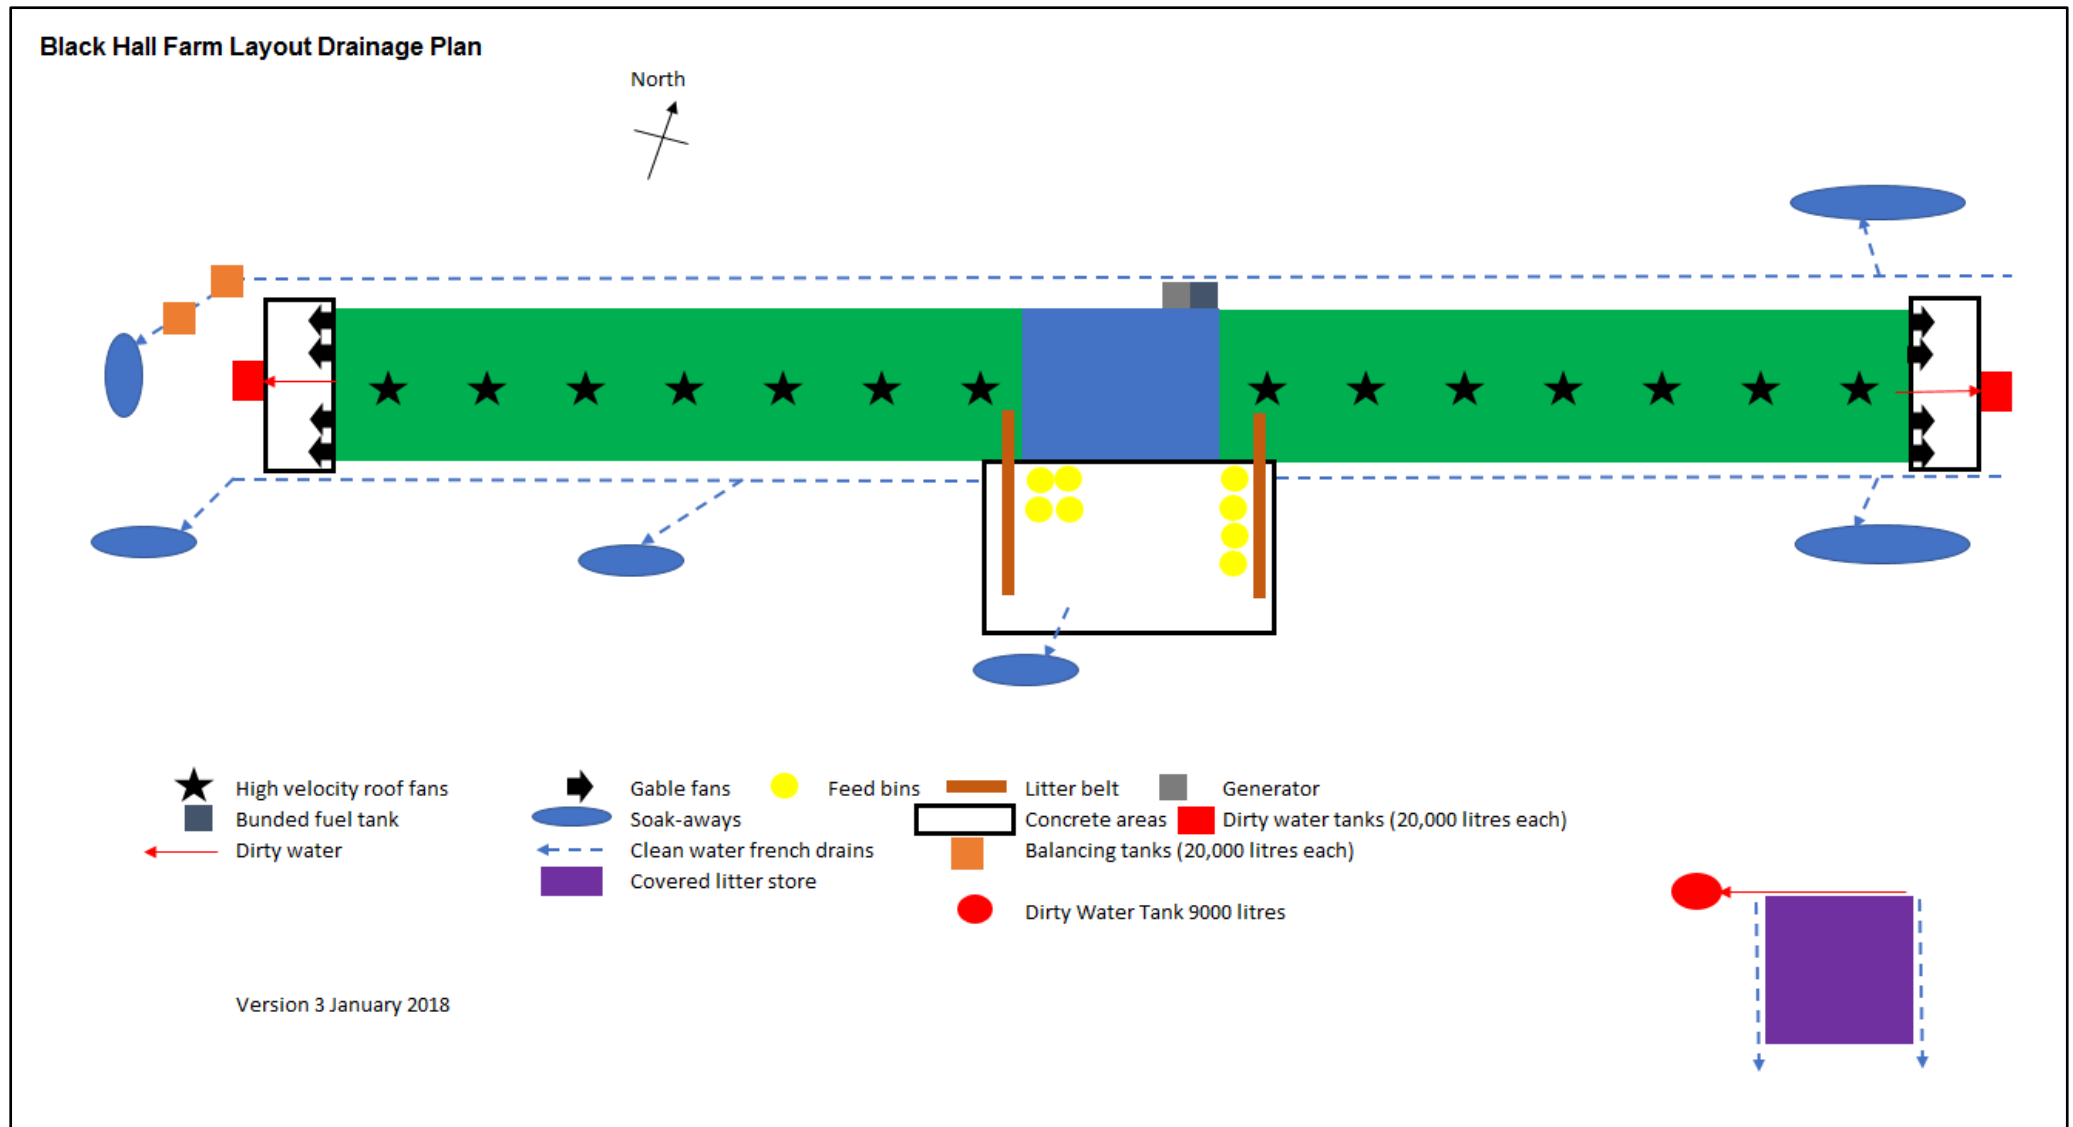 Black Hall Farm Layout Drainage Plan
North
High velocity roof fans
Gable fans
Feed bins
Litter belt
Generator
Bunded fuel tank
Soak-aways
Concrete areas
Dirty water tanks (20,000 litres each)
Dirty water
Clean water french drains
Balancing tanks (20,000 litres each)
Covered litter store
Dirty Water Tank 9000 litres
Version 3 January 2018